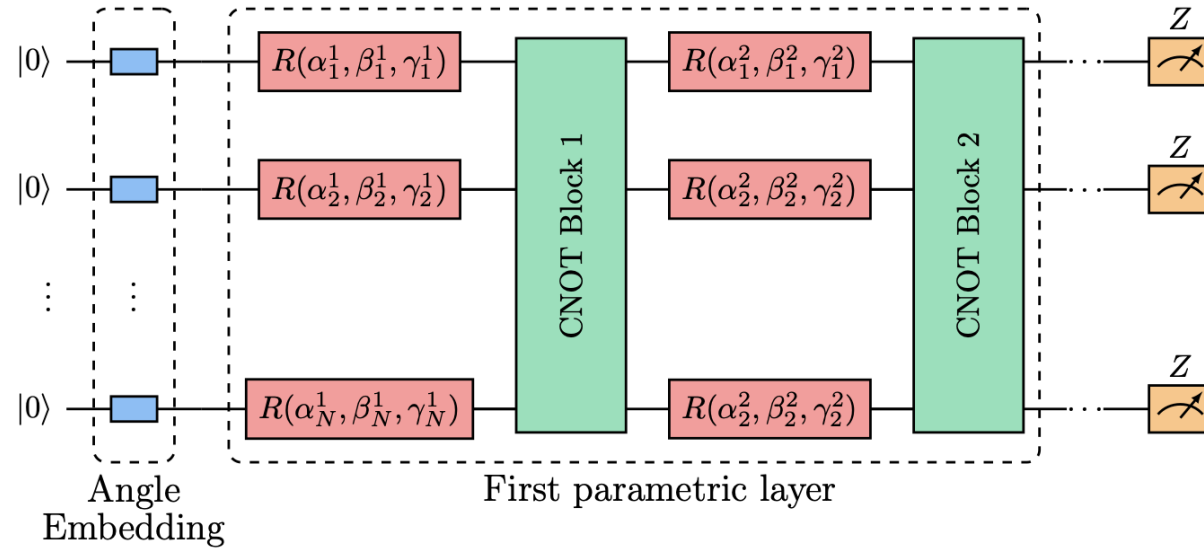 Z
|0⟩ R(α₁¹, β₁¹, γ₁¹) R(α₁², β₁², γ₁²) ...
Z
|0⟩ R(α₂¹, β₂¹, γ₂¹) R(α₂², β₂², γ₂²) ...
CNOT Block 1
CNOT Block 2
⋮ ⋮
Z
|0⟩ R(α_N¹, β_N¹, γ_N¹) R(α₂², β₂², γ₂²) ...
Angle
Embedding
First parametric layer